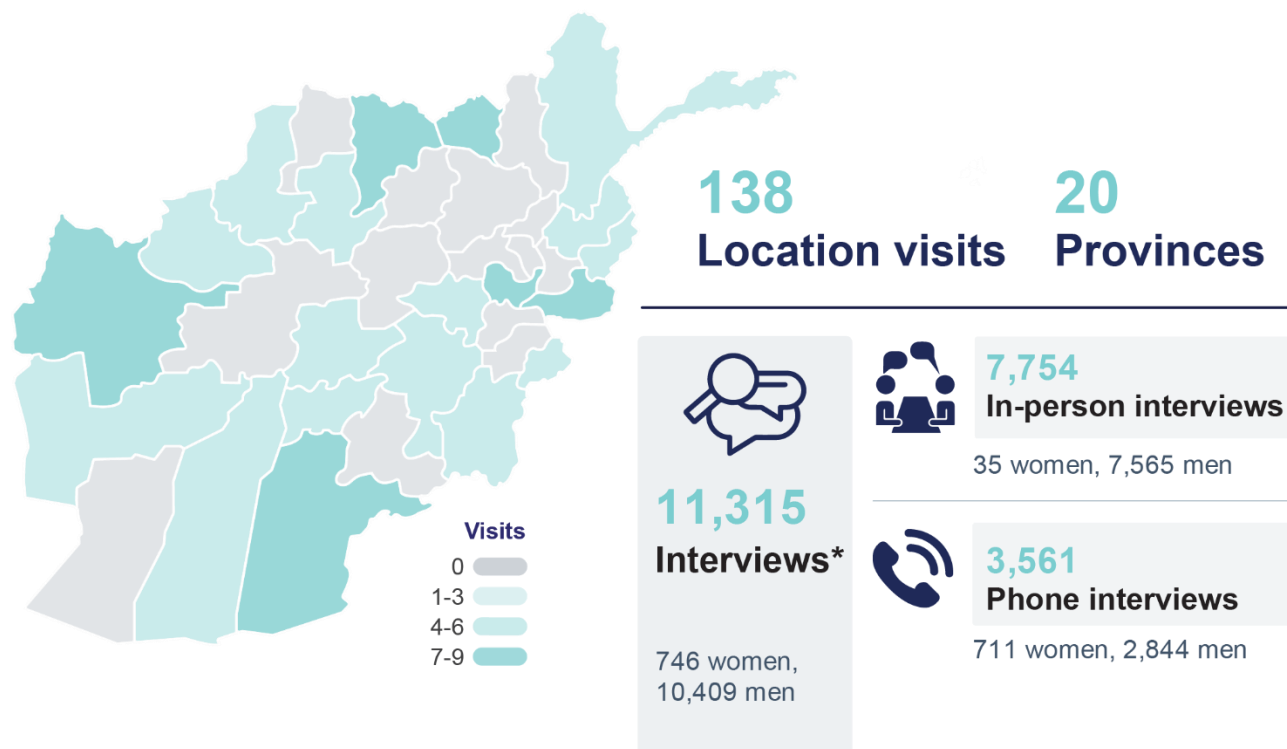 138
Location visits
20
Provinces
11,315
Interviews*
746 women,
10,409 men
7,754
In-person interviews
35 women, 7,565 men
3,561
Phone interviews
711 women, 2,844 men
Visits
0
1-3
4-6
7-9